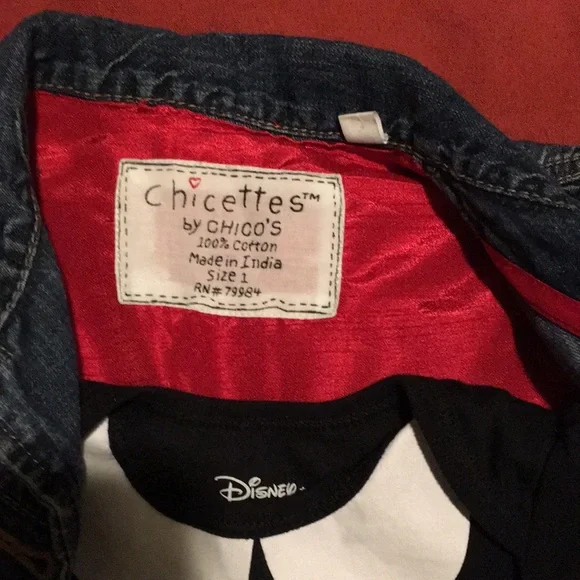 Chicettes™
by CHICO'S
100% Cotton
Made in India
Size 1
RN# 79984
Disney